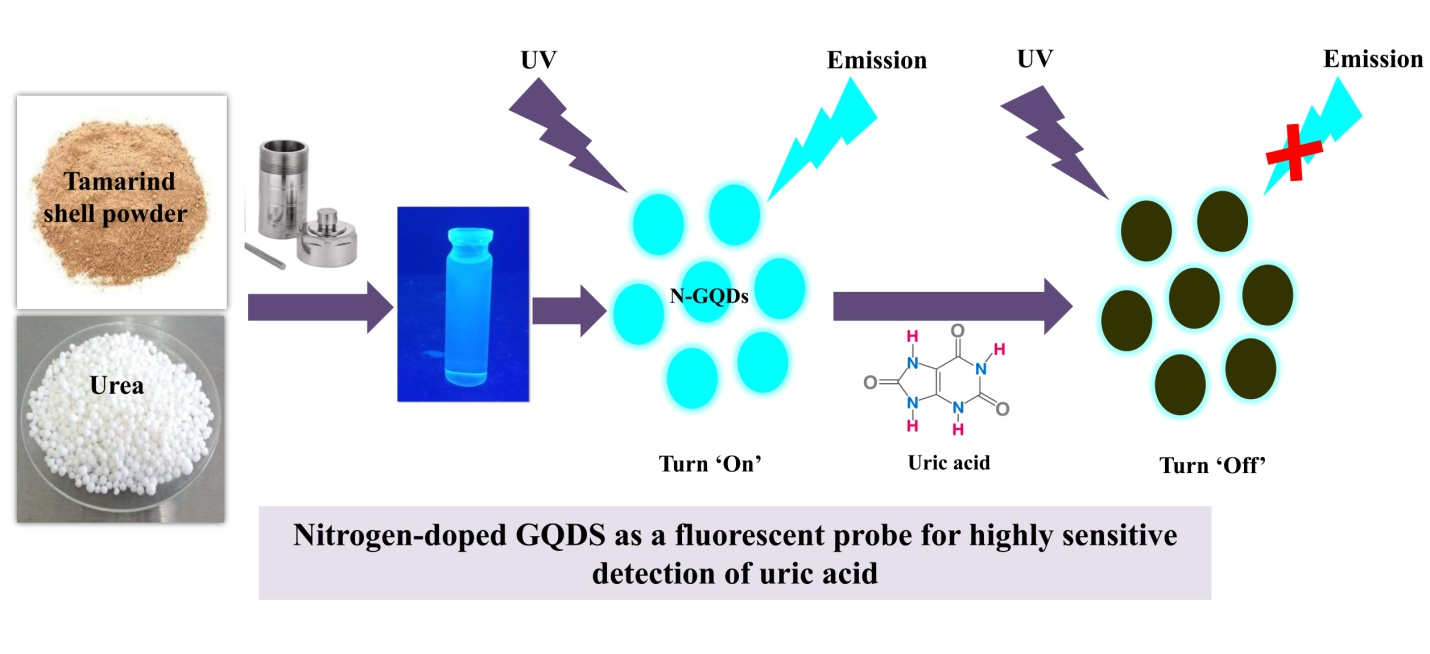 UV
Emission
UV
Emission
Tamarind
shell powder
N-GQDs
Urea
H
O
H
N
N
O
N
N
O
H
H
Turn ‘On’
Uric acid
Turn ‘Off’
Nitrogen-doped GQDS as a fluorescent probe for highly sensitive
detection of uric acid